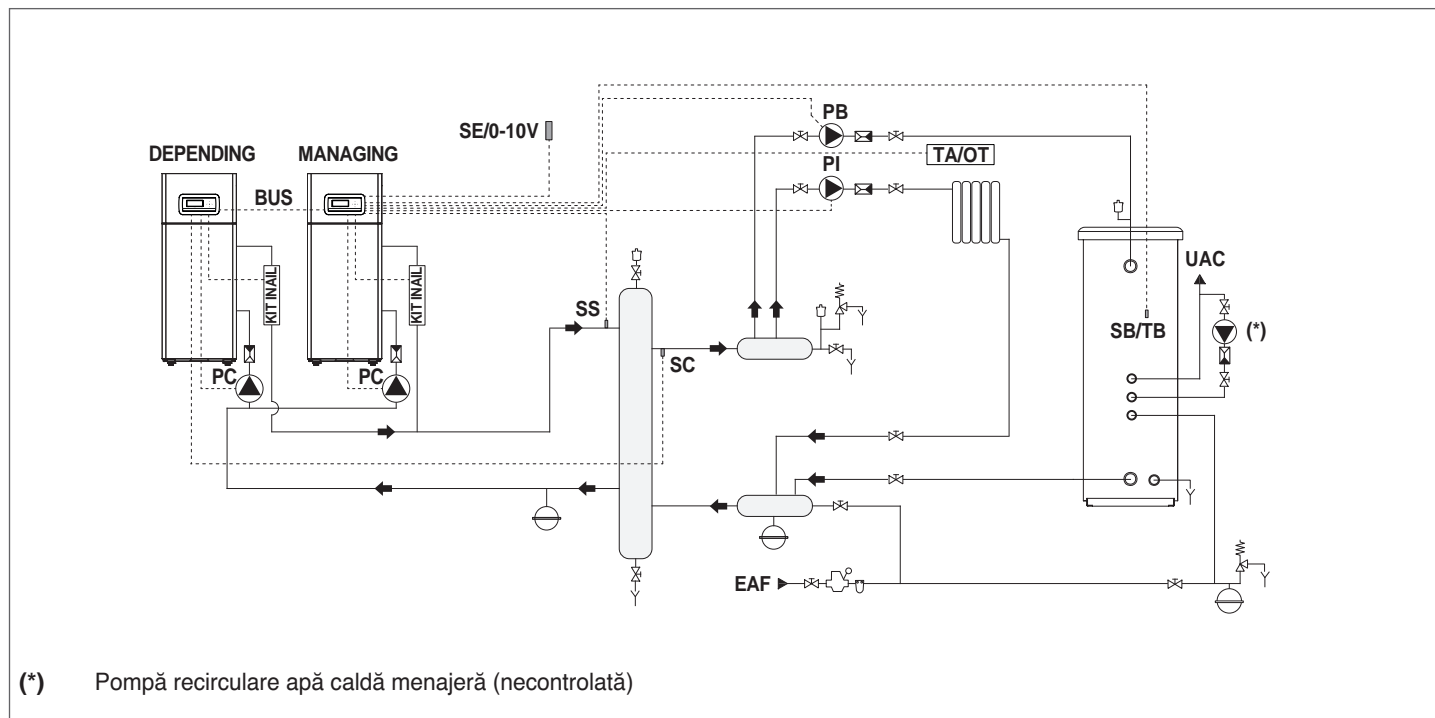 PB
SE/0-10V
DEPENDING MANAGING
TA/OT
PI
BUS
UAC
KIT INAIL KIT INAIL
SS
SB/TB (*)
SC
PC PC
EAF
(*) Pompă recirculare apă caldă menajeră (necontrolată)